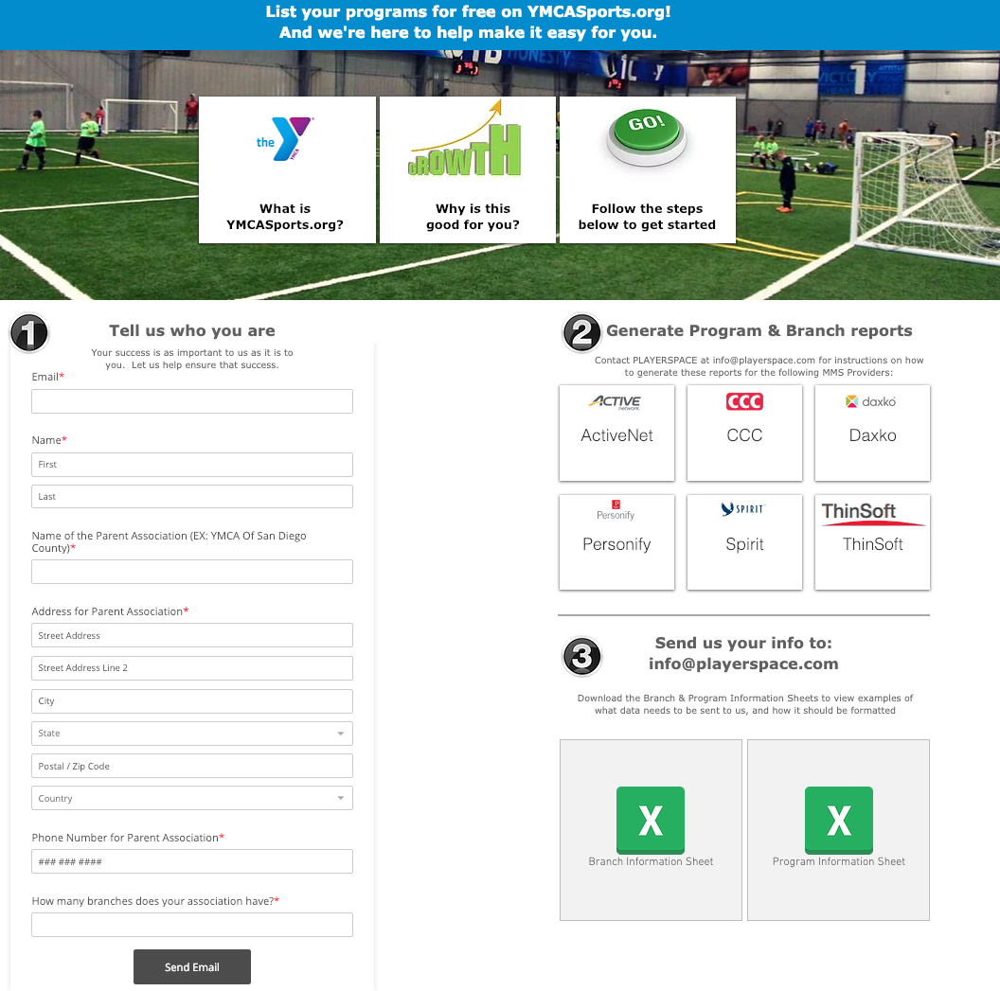 List your programs for free on YMCASports.org!
And we're here to help make it easy for you.
HONESTY
VICTORY
1
the
YMCA
What is
YMCASports.org?
GROWTH
Why is this
good for you?
GO!
Follow the steps
below to get started
1
Tell us who you are
Your success is as important to us as it is to
you. Let us help ensure that success.
Email*
Name*
First
Last
Name of the Parent Association (EX: YMCA Of San Diego
County)*
Address for Parent Association*
Street Address
Street Address Line 2
City
State
Postal / Zip Code
Country
Phone Number for Parent Association*
### ### ####
How many branches does your association have?*
Send Email
2
Generate Program & Branch reports
Contact PLAYERSPACE at info@playerspace.com for instructions on how
to generate these reports for the following MMS Providers:
ACTIVE
network
ActiveNet
CCC
CCC
daxko
Daxko
Personify
Personify
SPIRIT
Spirit
ThinSoft
ThinSoft
3
Send us your info to:
info@playerspace.com
Download the Branch & Program Information Sheets to view examples of
what data needs to be sent to us, and how it should be formatted
X
Branch Information Sheet
X
Program Information Sheet